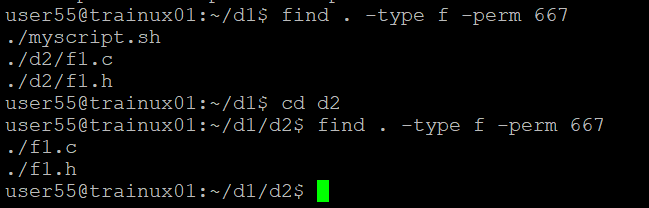 user55@trainux01:~/d1$ find . -type f -perm 667
./myscript.sh
./d2/f1.c
./d2/f1.h
user55@trainux01:~/d1$ cd d2
user55@trainux01:~/d1/d2$ find . -type f -perm 667
./f1.c
./f1.h
user55@trainux01:~/d1/d2$